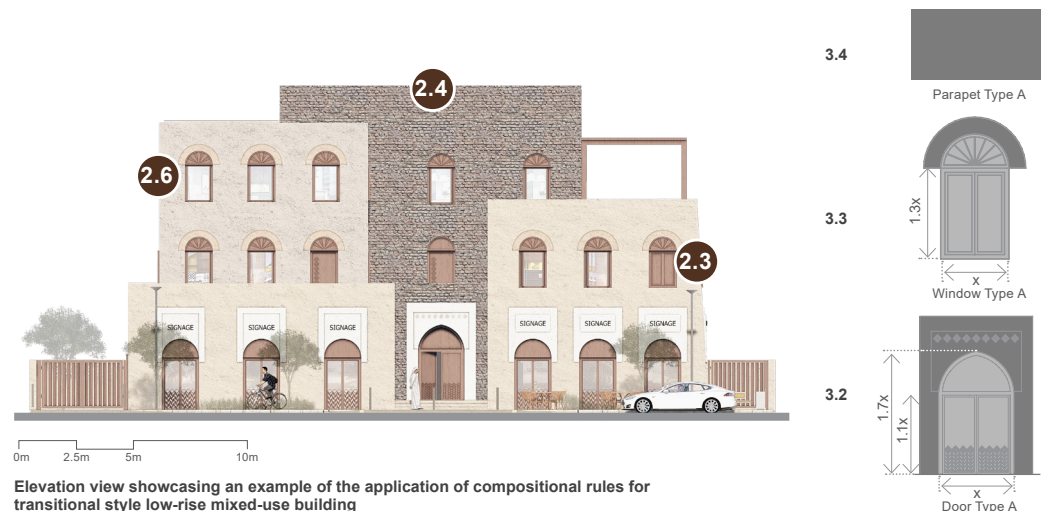 2.4
2.6
2.3
SIGNAGE
SIGNAGE
SIGNAGE
SIGNAGE
SIGNAGE
SIGNAGE
0m
2.5m
5m
10m
Elevation view showcasing an example of the application of compositional rules for
transitional style low-rise mixed-use building
3.4
Parapet Type A
3.3
1.3x
x
Window Type A
3.2
1.7x
1.1x
x
Door Type A